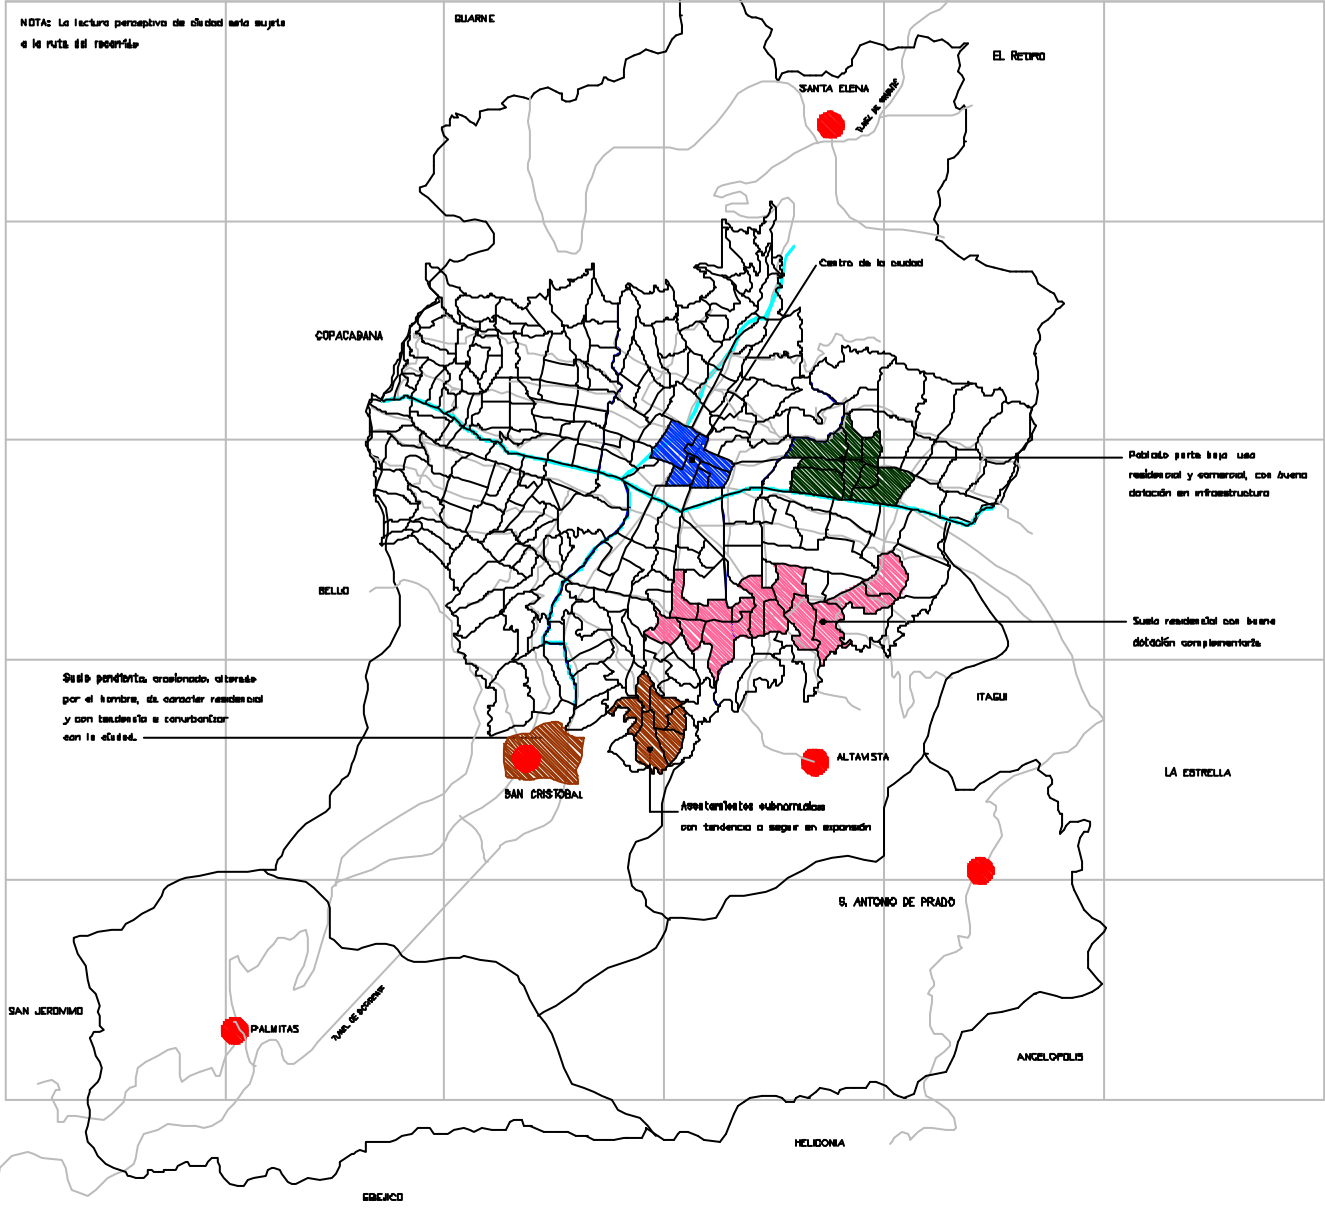 NOTA: La lectura perceptiva de ciudad esta sujeta
a la ruta del recorrido
GUARNE
EL RETIRO
SANTA ELENA
Centro de la ciudad
COPACABANA
Poblado parte baja uso
residencial y comercial, con buena
dotación en infraestructura
BELLO
Suelo residencial con buena
dotación complementaria
Suelo pendiente, erosionado, alterado
por el hombre, de caracter residencial
y con tendencia a conurbanizar
con la ciudad.
ITAGUI
ALTAVISTA
LA ESTRELLA
SAN CRISTOBAL
Asentamientos subnormales
con tendencia a seguir en expansión
S. ANTONIO DE PRADO
SAN JERONIMO
PALMITAS
TUNEL DE OCCIDENTE
ANGELOPOLIS
HELICONIA
EBEJICO